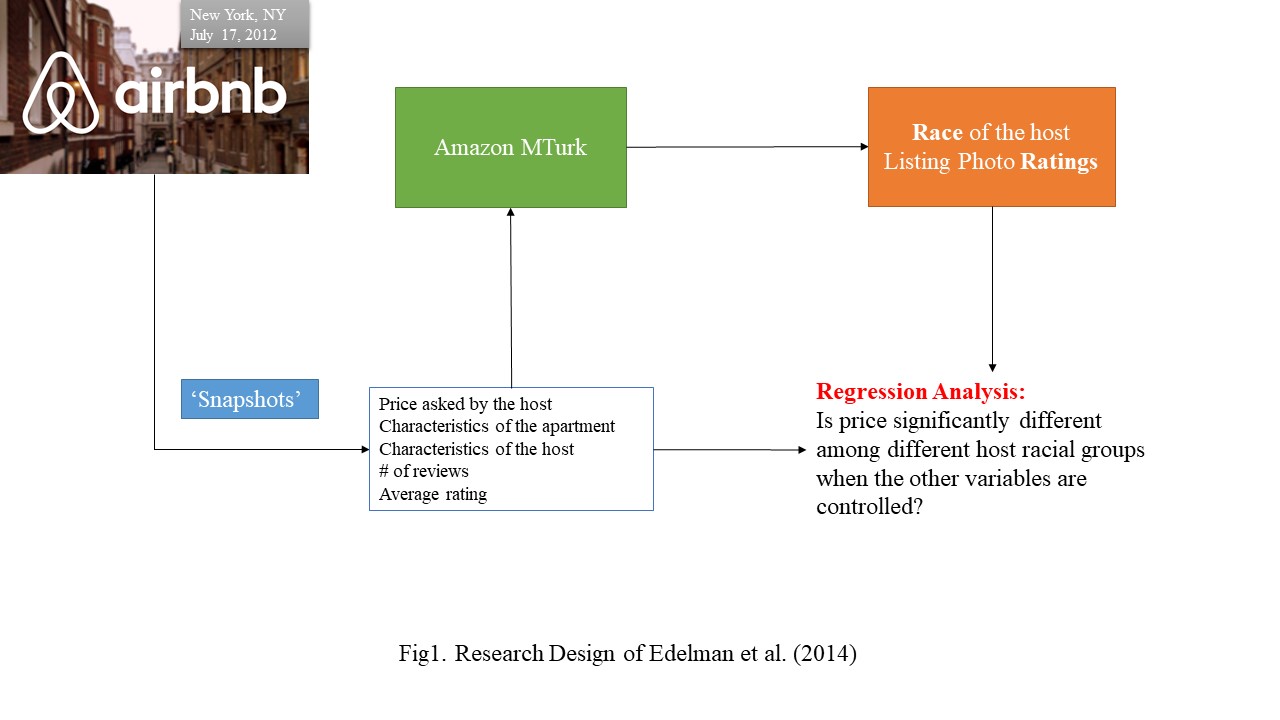 New York, NY
July 17, 2012
airbnb
Amazon MTurk
Race of the host
Listing Photo Ratings
‘Snapshots’
Price asked by the host
Characteristics of the apartment
Characteristics of the host
# of reviews
Average rating
Regression Analysis:
Is price significantly different
among different host racial groups
when the other variables are
controlled?
Fig1. Research Design of Edelman et al. (2014)